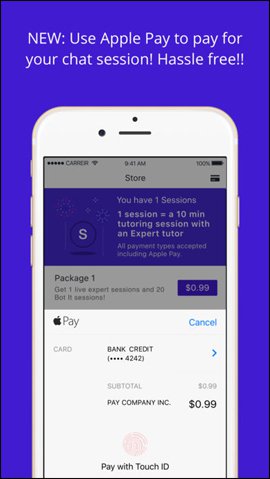 NEW: Use Apple Pay to pay for
your chat session! Hassle free!!
CARREIR 9:41 AM 100%
Store
You have 1 Sessions
1 session = a 10 min
tutoring session with
an Expert tutor
All payment types accepted
including Apple Pay.
S
Package 1
Get 1 live expert sessions and 20
Bot It sessions!
$0.99
Pay Cancel
CARD BANK CREDIT
(•••• 4242)
SUBTOTAL $0.99
PAY COMPANY INC. $0.99
Pay with Touch ID